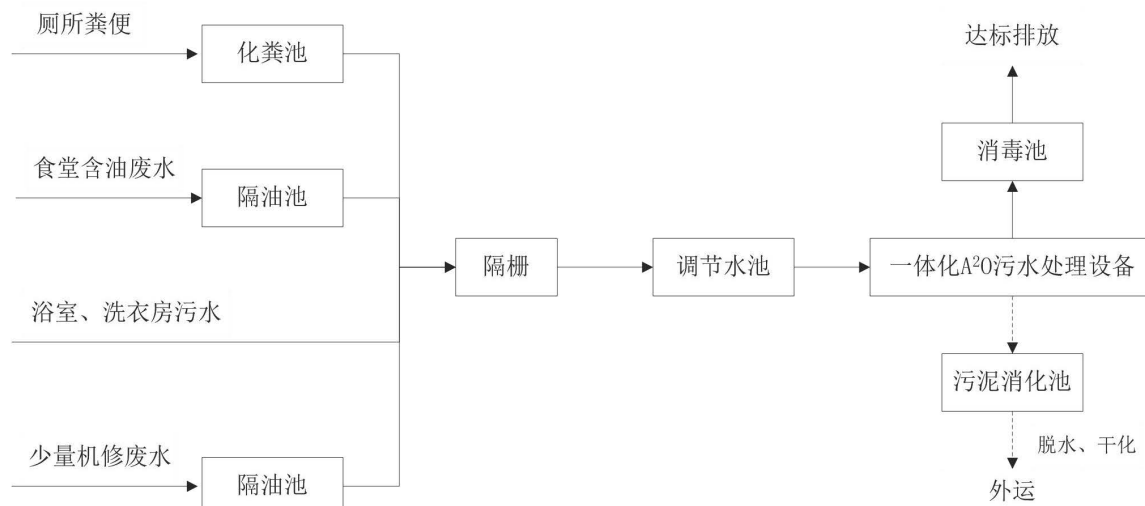 厕所粪便
化粪池
食堂含油废水
隔油池
浴室、洗衣房污水
少量机修废水
隔油池
隔栅
调节水池
一体化A²O污水处理设备
消毒池
达标排放
污泥消化池
脱水、干化
外运